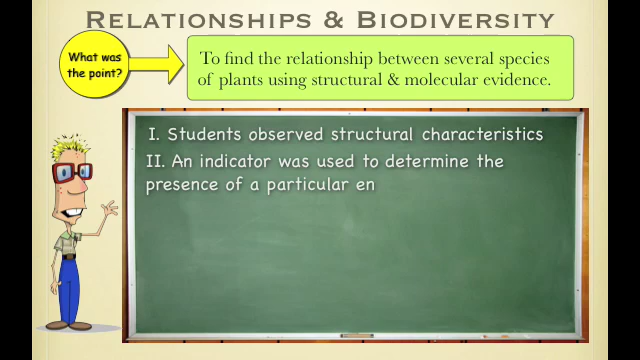 RELATIONSHIPS & BIODIVERSITY
What was
the point?
To find the relationship between several species
of plants using structural & molecular evidence.
I. Students observed structural characteristics
II. An indicator was used to determine the
presence of a particular en